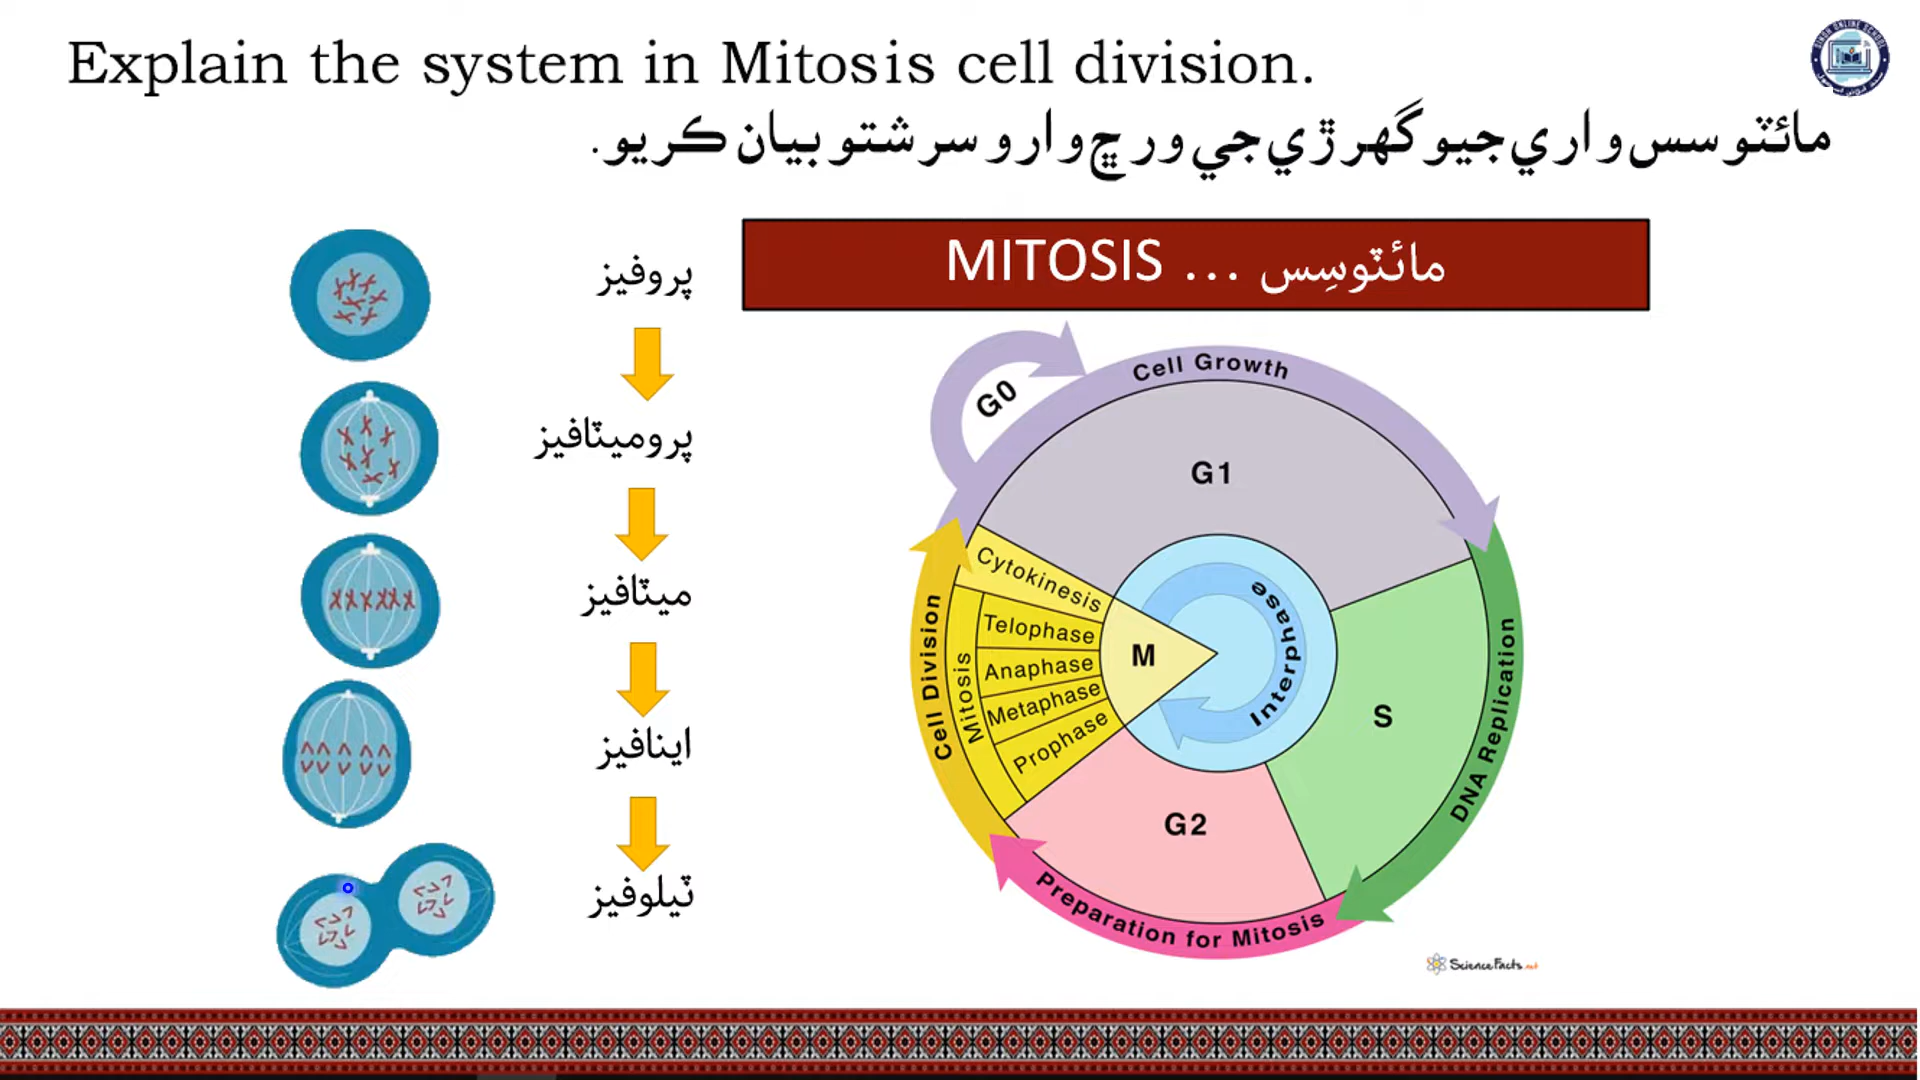 Explain the system in Mitosis cell division.
مائٽوسس واري جيو گھرڙي جي ورڇ وارو سرشتو بيان ڪريو.
MITOSIS ... مائٽوسِس
پروفيز
پروميٽافيز
ميٽافيز
اينافيز
ٽيلوفيز
G0
Cell Growth
G1
Cytokinesis
Telophase
Anaphase
Metaphase
Prophase
Mitosis
Cell Division
M
Interphase
S
DNA Replication
G2
Preparation for Mitosis
ScienceFacts.net